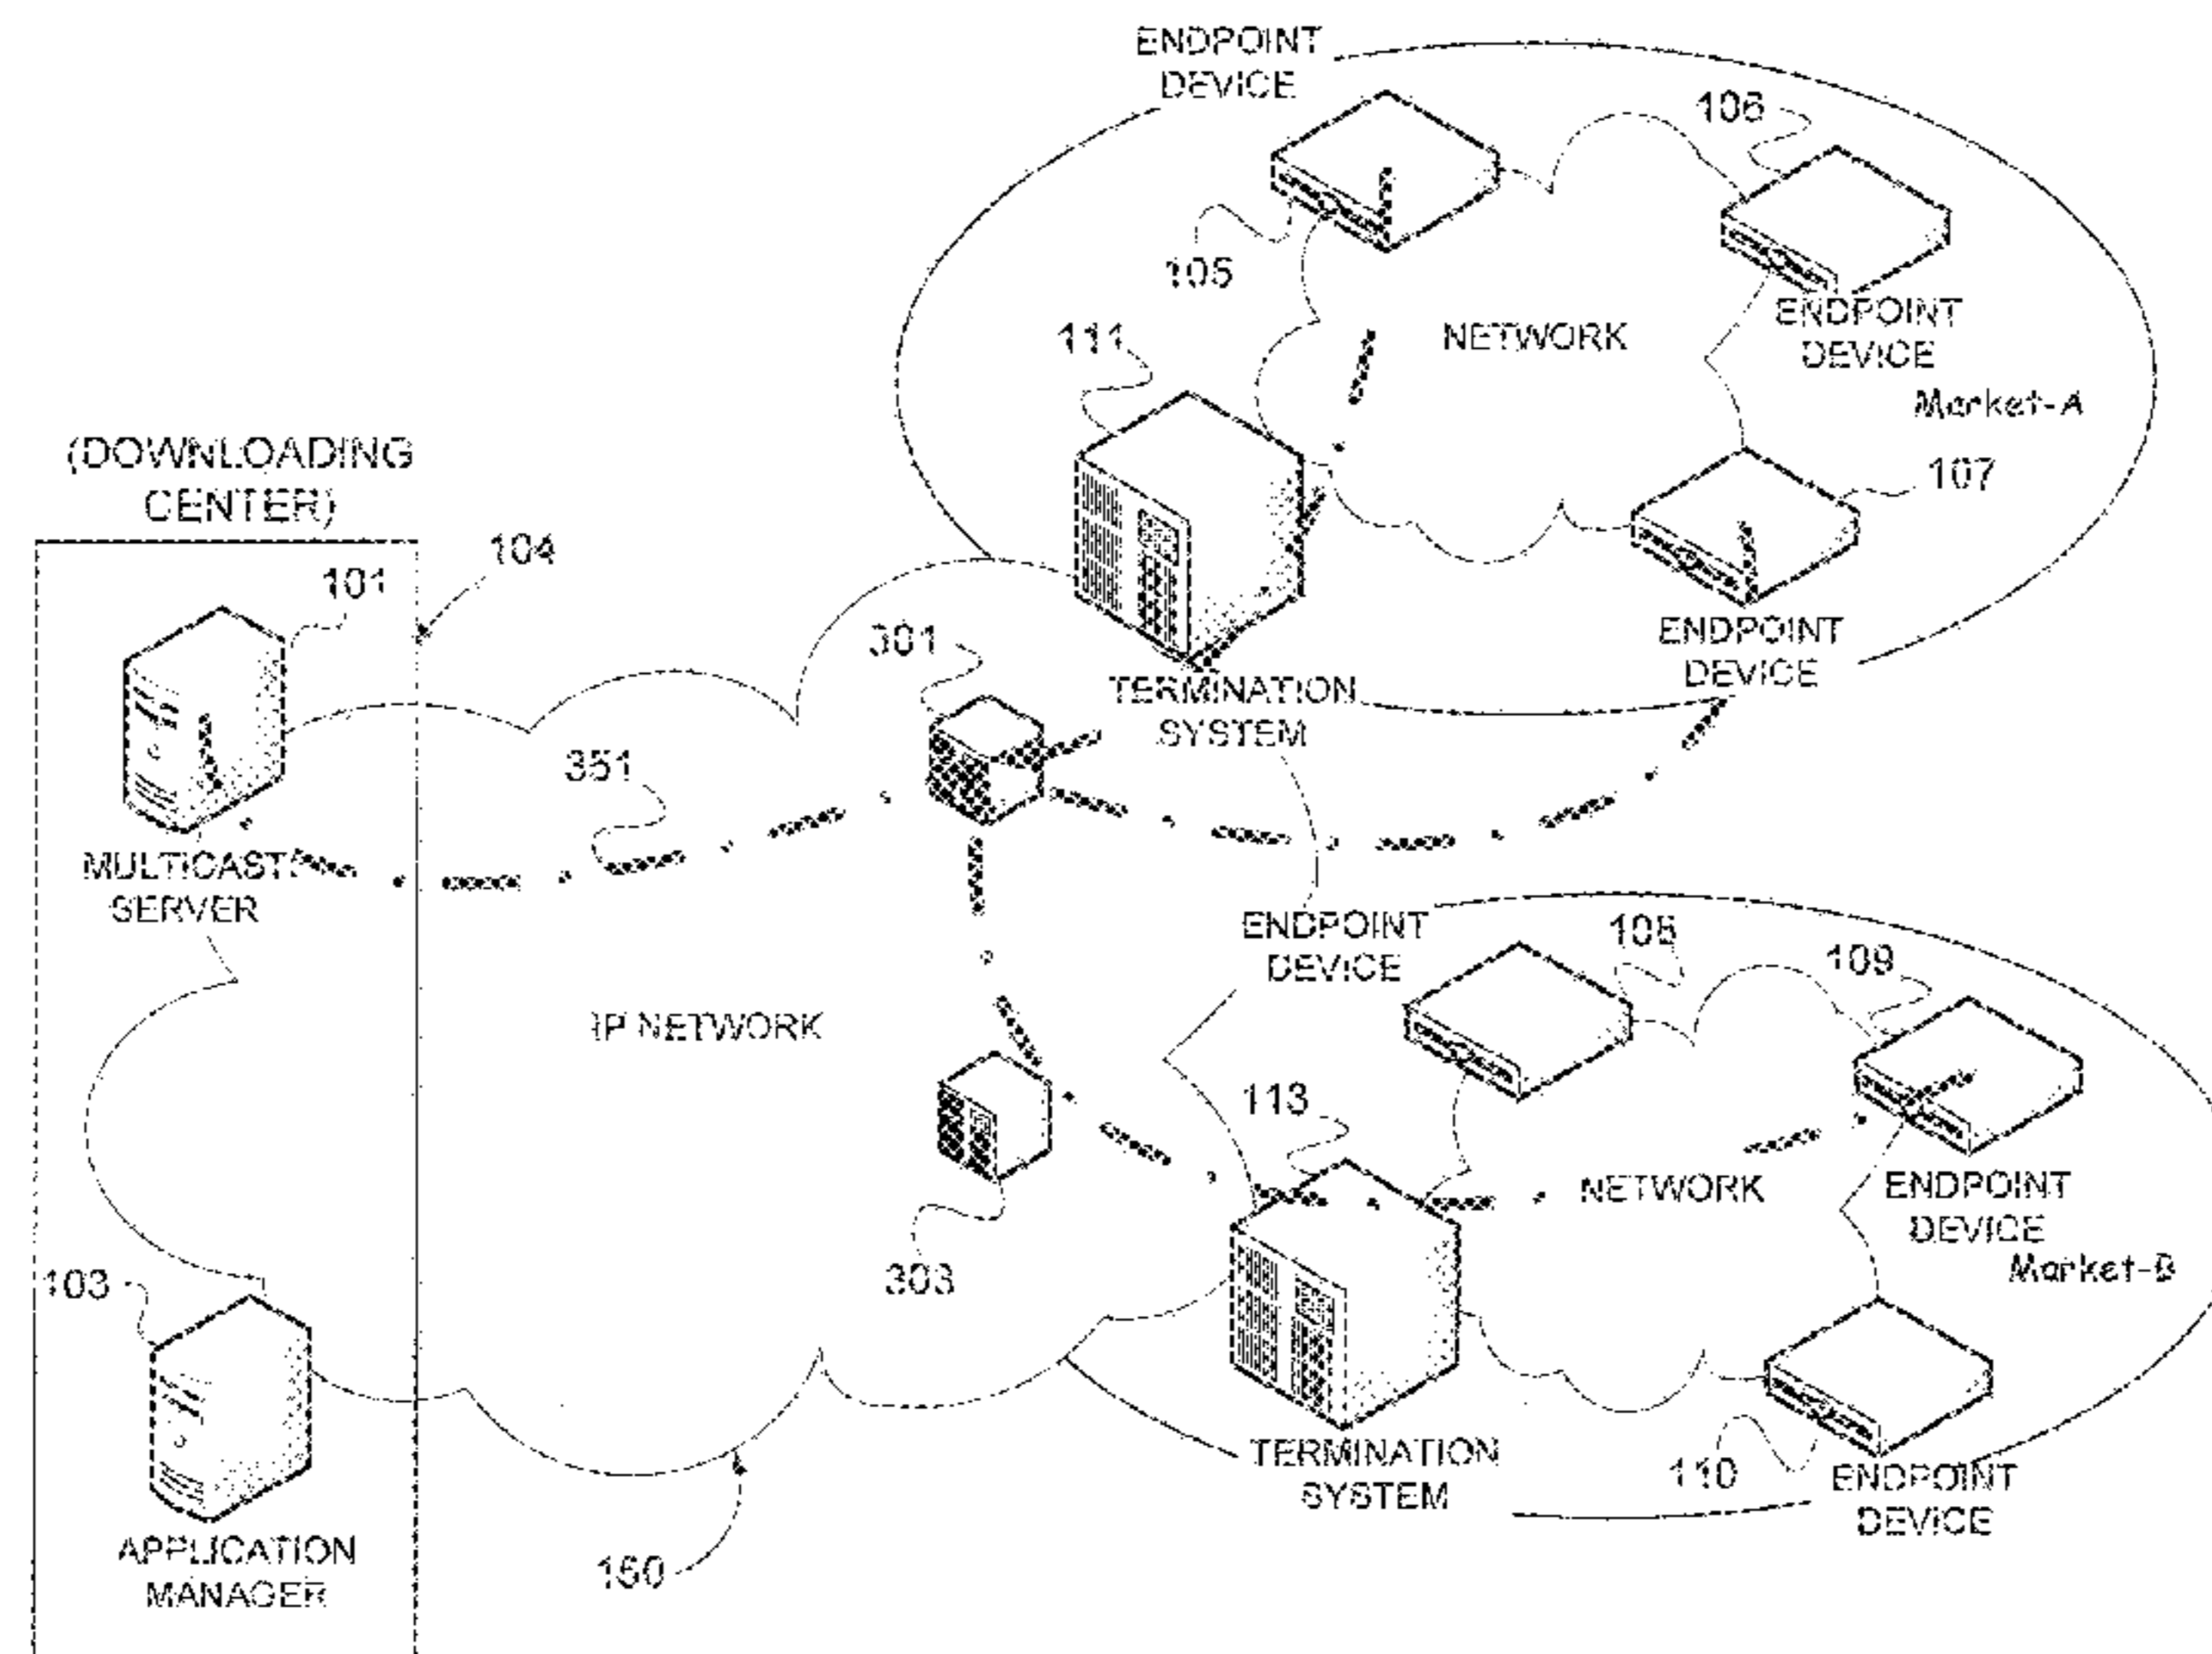 ENDPOINT
DEVICE
106
105
NETWORK
ENDPOINT
DEVICE
111
Market-A
(DOWNLOADING
CENTER)
107
104
101
ENDPOINT
DEVICE
301
TERMINATION
SYSTEM
351
MULTICAST
SERVER
ENDPOINT
DEVICE
108
109
IP NETWORK
113
NETWORK
ENDPOINT
DEVICE
Market-B
103
303
TERMINATION
SYSTEM
110
ENDPOINT
DEVICE
APPLICATION
MANAGER
150